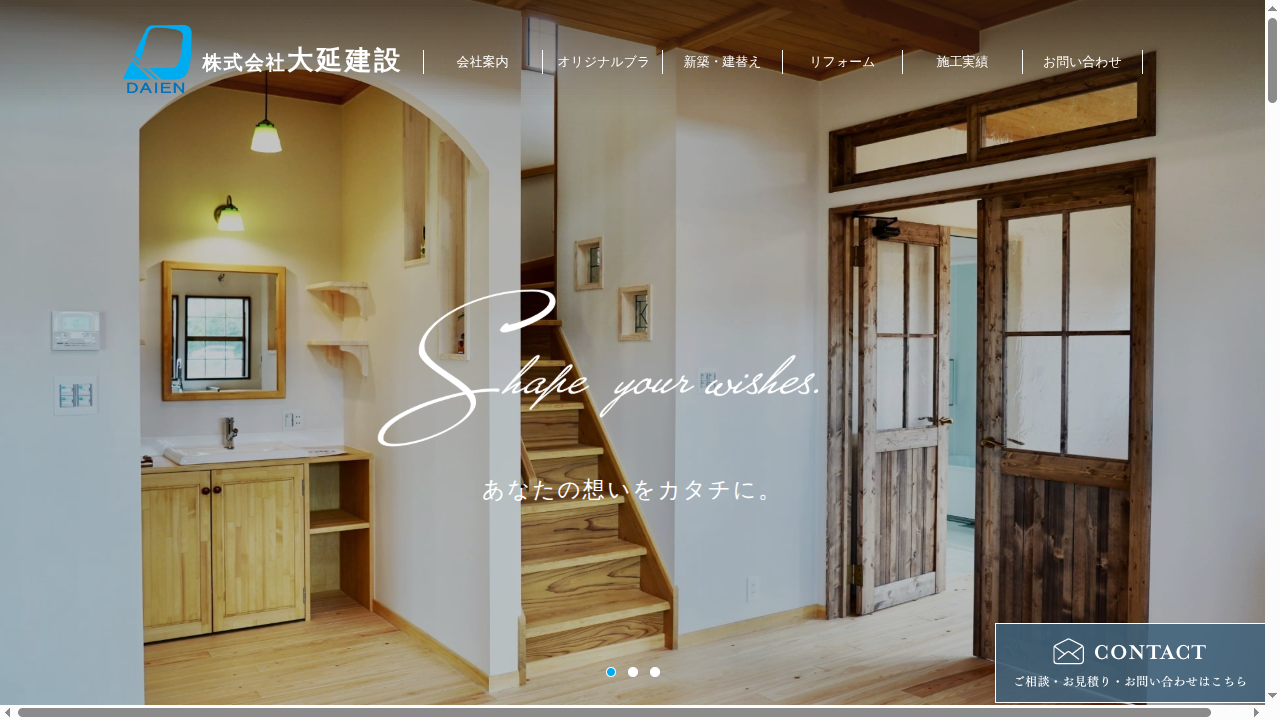 DAIEN
株式会社大延建設
会社案内
オリジナルブラ
新築・建替え
リフォーム
施工実績
お問い合わせ
Shape your wishes.
あなたの想いをカタチに。
CONTACT
ご相談・お見積り・お問い合わせはこちら